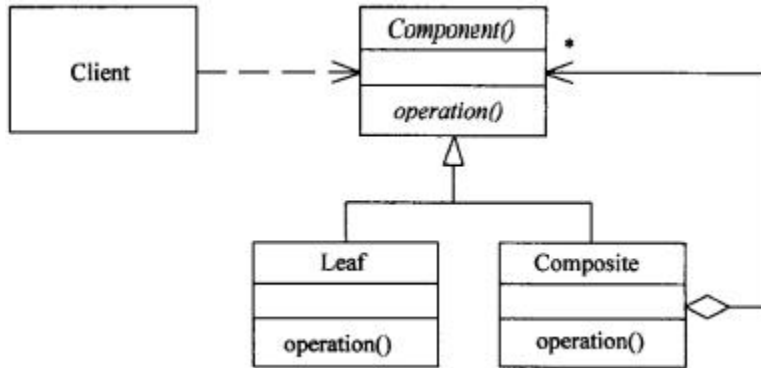 Component()
*
Client
operation()
Leaf
Composite
operation()
operation()